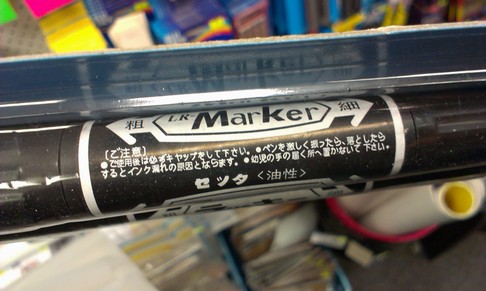 粗 LR-Marker 細
〔ご注意〕 ●ペンを激しく振ったら、落としたら
●ご使用後は必ずキャップをして下さい。
するとインク漏れの原因となります。 ●幼児の手の届く所へ置かないで下さい。
セッタ〈油性〉